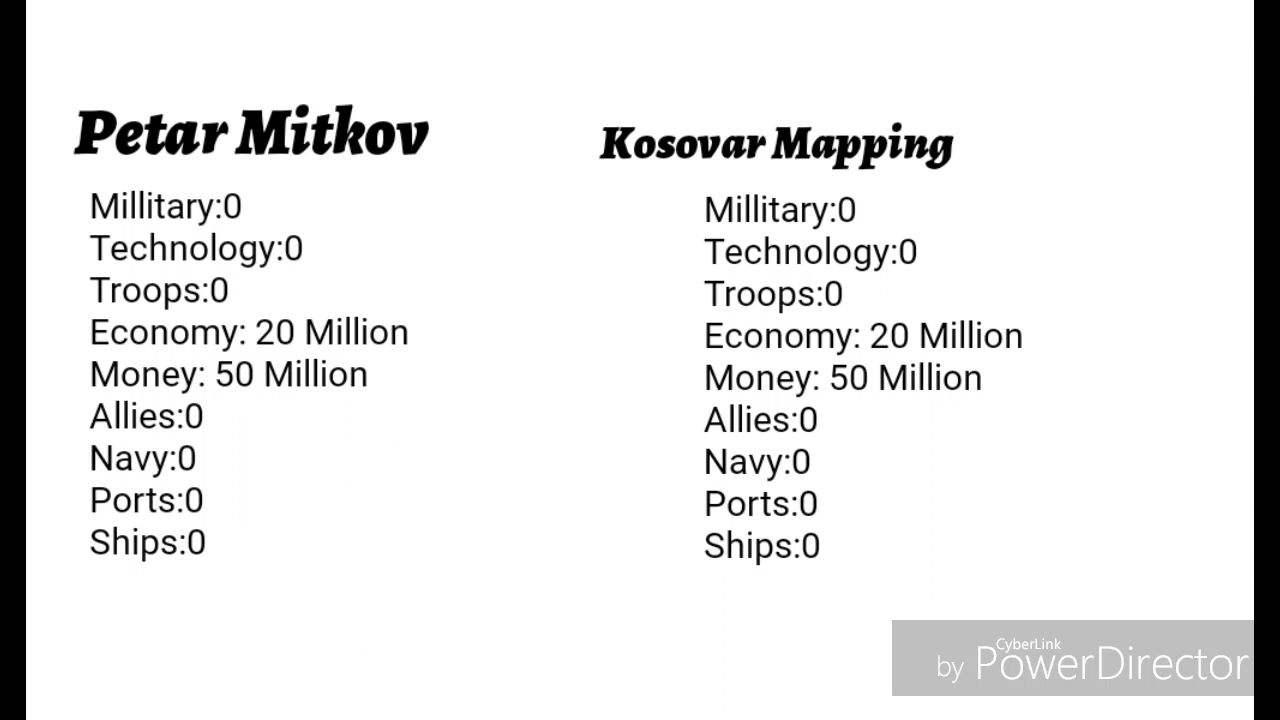 Petar Mitkov
Millitary:0
Technology:0
Troops:0
Economy: 20 Million
Money: 50 Million
Allies:0
Navy:0
Ports:0
Ships:0
Kosovar Mapping
Millitary:0
Technology:0
Troops:0
Economy: 20 Million
Money: 50 Million
Allies:0
Navy:0
Ports:0
Ships:0
CyberLink
by PowerDirector